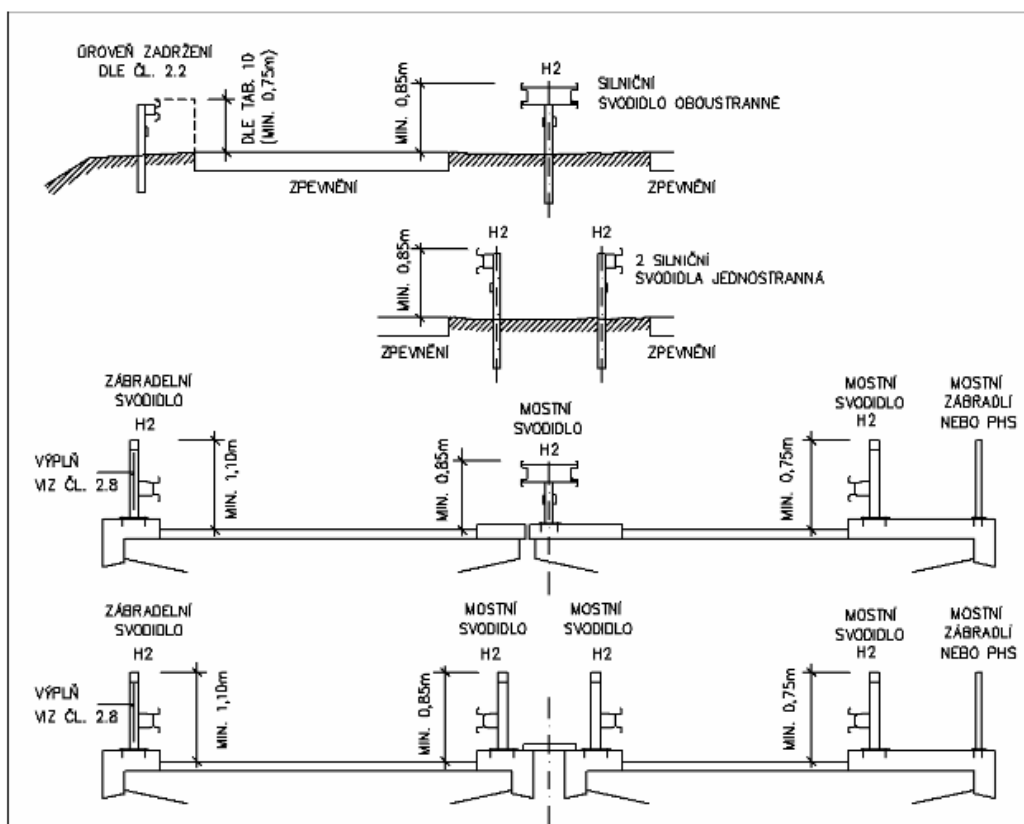 ÚROVEŇ ZADRŽENÍ
DLE ČL. 2.2
DLE TAB. 10
(MIN. 0,75m)
MIN. 0,85m
H2
SILNIČNÍ
SVODIDLO OBOUSTRANNÉ
ZPEVNĚNÍ
ZPEVNĚNÍ
MIN. 0,85m
H2
H2
2 SILNIČNÍ
SVODIDLA JEDNOSTRANNÁ
ZPEVNĚNÍ
ZPEVNĚNÍ
ZÁBRADELNÍ
SVODIDLO
H2
VÝPLŇ
VIZ ČL. 2.8
MIN. 1,10m
MIN. 0,85m
MOSTNÍ
SVODIDLO
H2
MIN. 0,75m
MOSTNÍ
SVODIDLO
H2
MOSTNÍ
ZÁBRADLÍ
NEBO PHS
ZÁBRADELNÍ
SVODIDLO
H2
VÝPLŇ
VIZ ČL. 2.8
MIN. 1,10m
MIN. 0,85m
MOSTNÍ
SVODIDLO
H2
MOSTNÍ
SVODIDLO
H2
MIN. 0,75m
MOSTNÍ
SVODIDLO
H2
MOSTNÍ
ZÁBRADLÍ
NEBO PHS